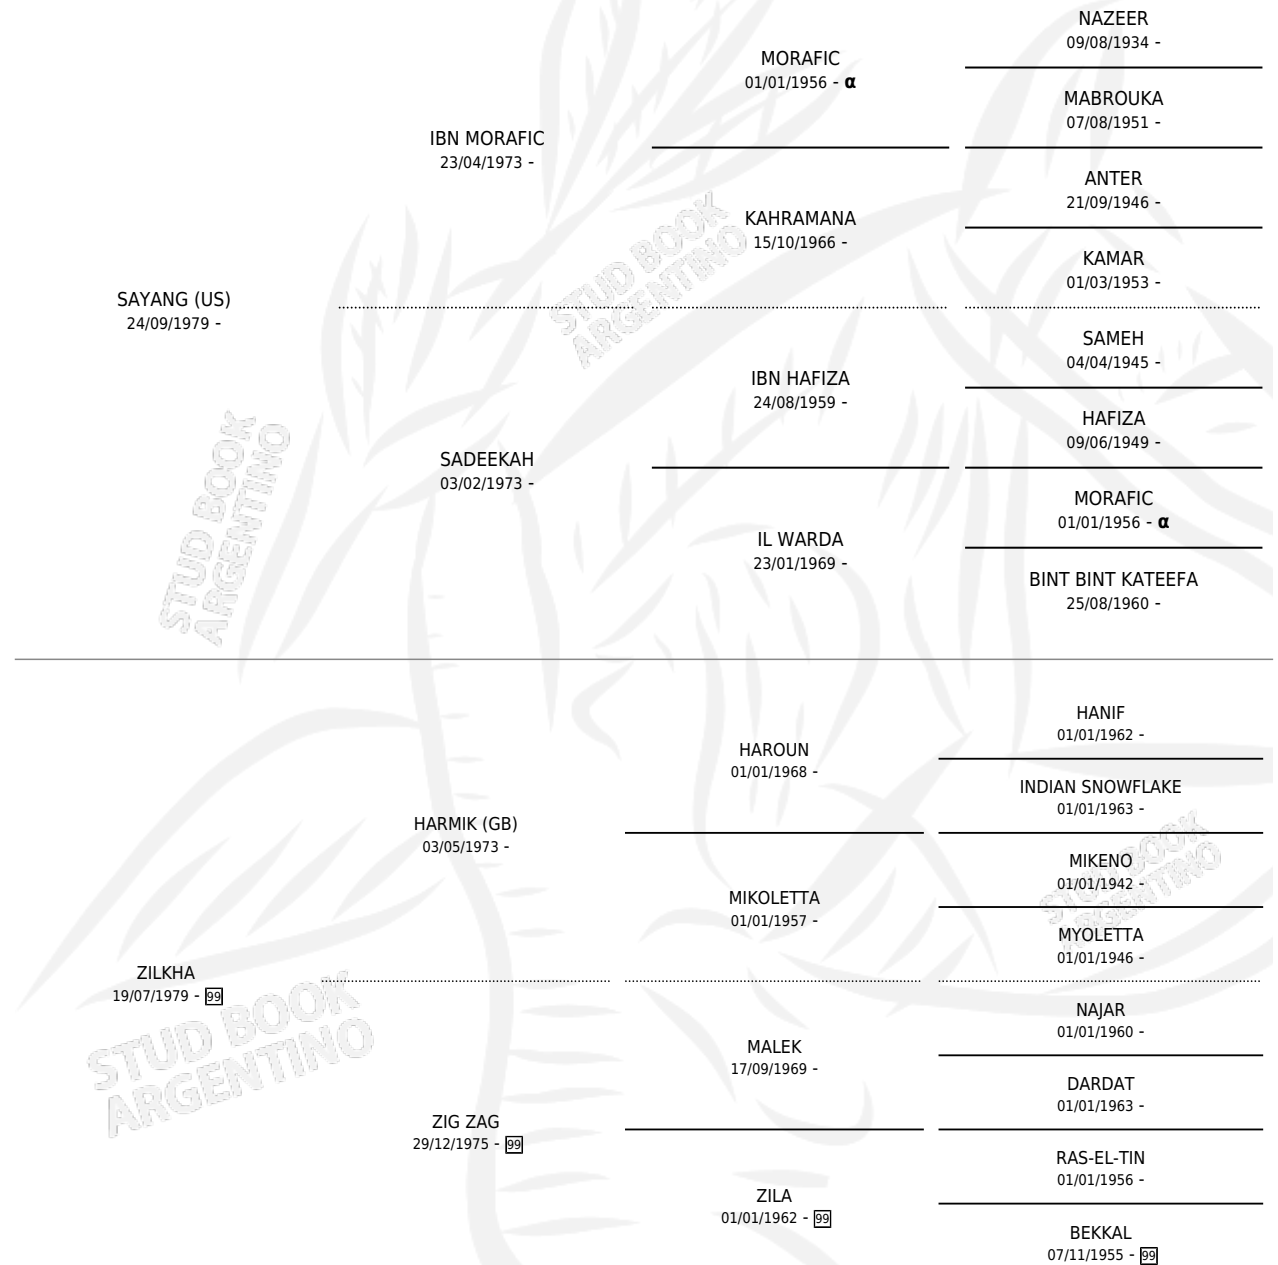 NAZEER
09/08/1934 -
MORAFIC
01/01/1956 - α
MABROUKA
07/08/1951 -
IBN MORAFIC
23/04/1973 -
ANTER
21/09/1946 -
KAHRAMANA
15/10/1966 -
KAMAR
01/03/1953 -
SAYANG (US)
24/09/1979 -
SAMEH
04/04/1945 -
IBN HAFIZA
24/08/1959 -
HAFIZA
09/06/1949 -
SADEEKAH
03/02/1973 -
MORAFIC
01/01/1956 - α
IL WARDA
23/01/1969 -
BINT BINT KATEEFA
25/08/1960 -
HANIF
01/01/1962 -
HAROUN
01/01/1968 -
INDIAN SNOWFLAKE
01/01/1963 -
HARMIK (GB)
03/05/1973 -
MIKENO
01/01/1942 -
MIKOLETTA
01/01/1957 -
MYOLETTA
01/01/1946 -
ZILKHA
19/07/1979 - 99
NAJAR
01/01/1960 -
MALEK
17/09/1969 -
DARDAT
01/01/1963 -
ZIG ZAG
29/12/1975 - 99
RAS-EL-TIN
01/01/1956 -
ZILA
01/01/1962 - 99
BEKKAL
07/11/1955 - 99
STUD BOOK
ARGENTINO
STUD BOOK
ARGENTINO
STUD BOOK
ARGENTINO
STUD BOOK
ARGENTINO